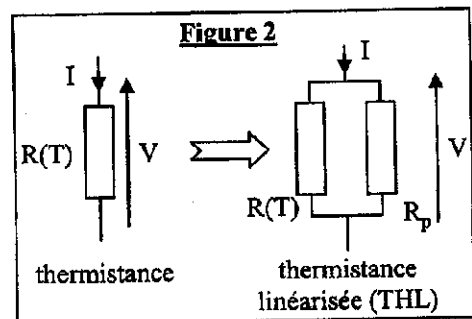 Figure 2
I
R(T)
V
thermistance
I
R(T)
R_p
V
thermistance
linéarisée (THL)